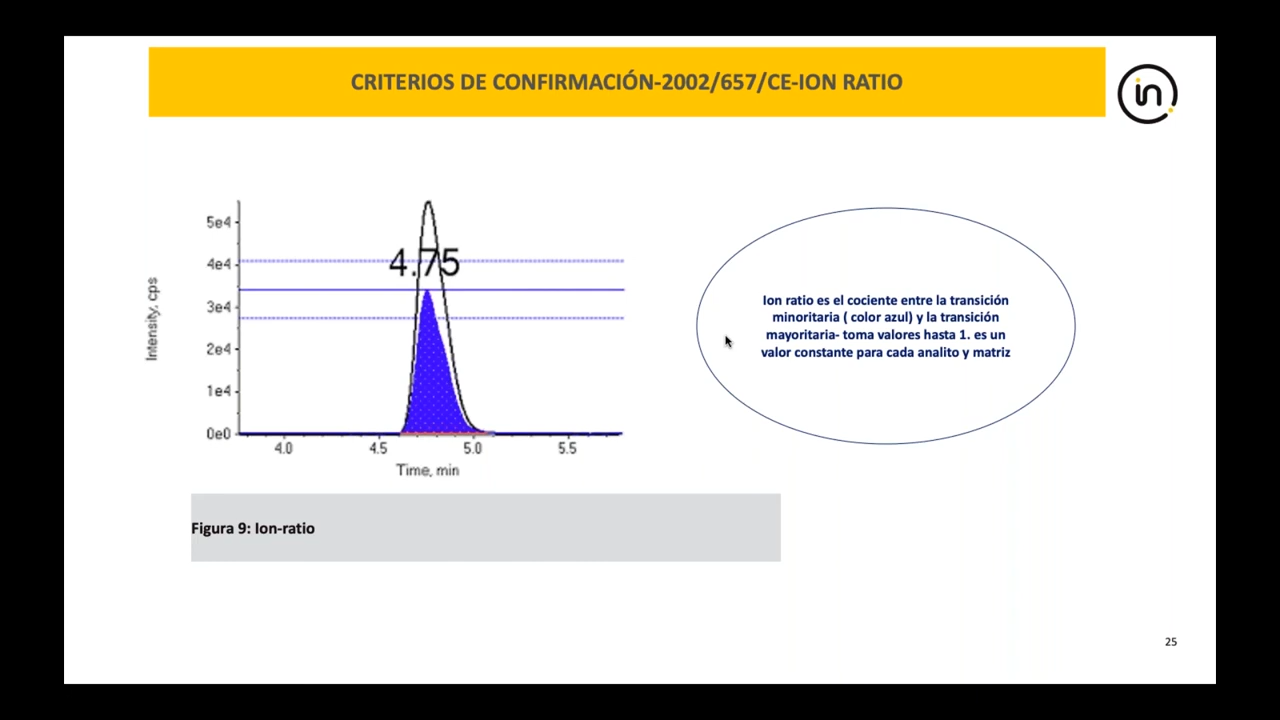 CRITERIOS DE CONFIRMACIÓN-2002/657/CE-ION RATIO
in
5e4
4e4
3e4
2e4
1e4
0e0
Intensity, cps
4.75
4.0 4.5 5.0 5.5
Time, min
Ion ratio es el cociente entre la transición
minoritaria ( color azul) y la transición
mayoritaria- toma valores hasta 1. es un
valor constante para cada analito y matriz
Figura 9: Ion-ratio
25